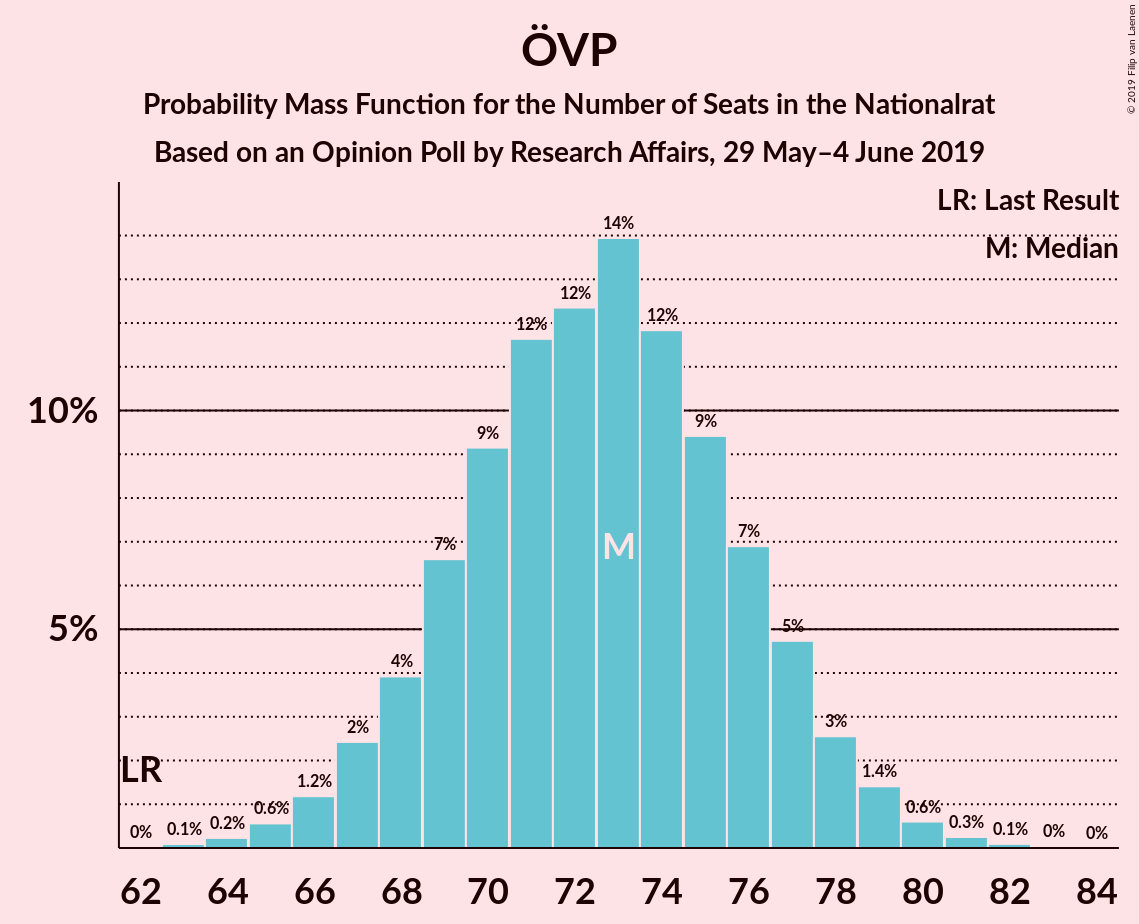 ÖVP
Probability Mass Function for the Number of Seats in the Nationalrat
Based on an Opinion Poll by Research Affairs, 29 May–4 June 2019
© 2019 Filip van Laenen
LR: Last Result
M: Median
14%
12%
12%
12%
10%
9%
9%
7%
7%
M
5%
5%
4%
3%
2%
LR
1.4%
1.2%
0.6%
0.6%
0.3%
0.2%
0.1%
0.1%
0%
0%
0%
62 64 66 68 70 72 74 76 78 80 82 84